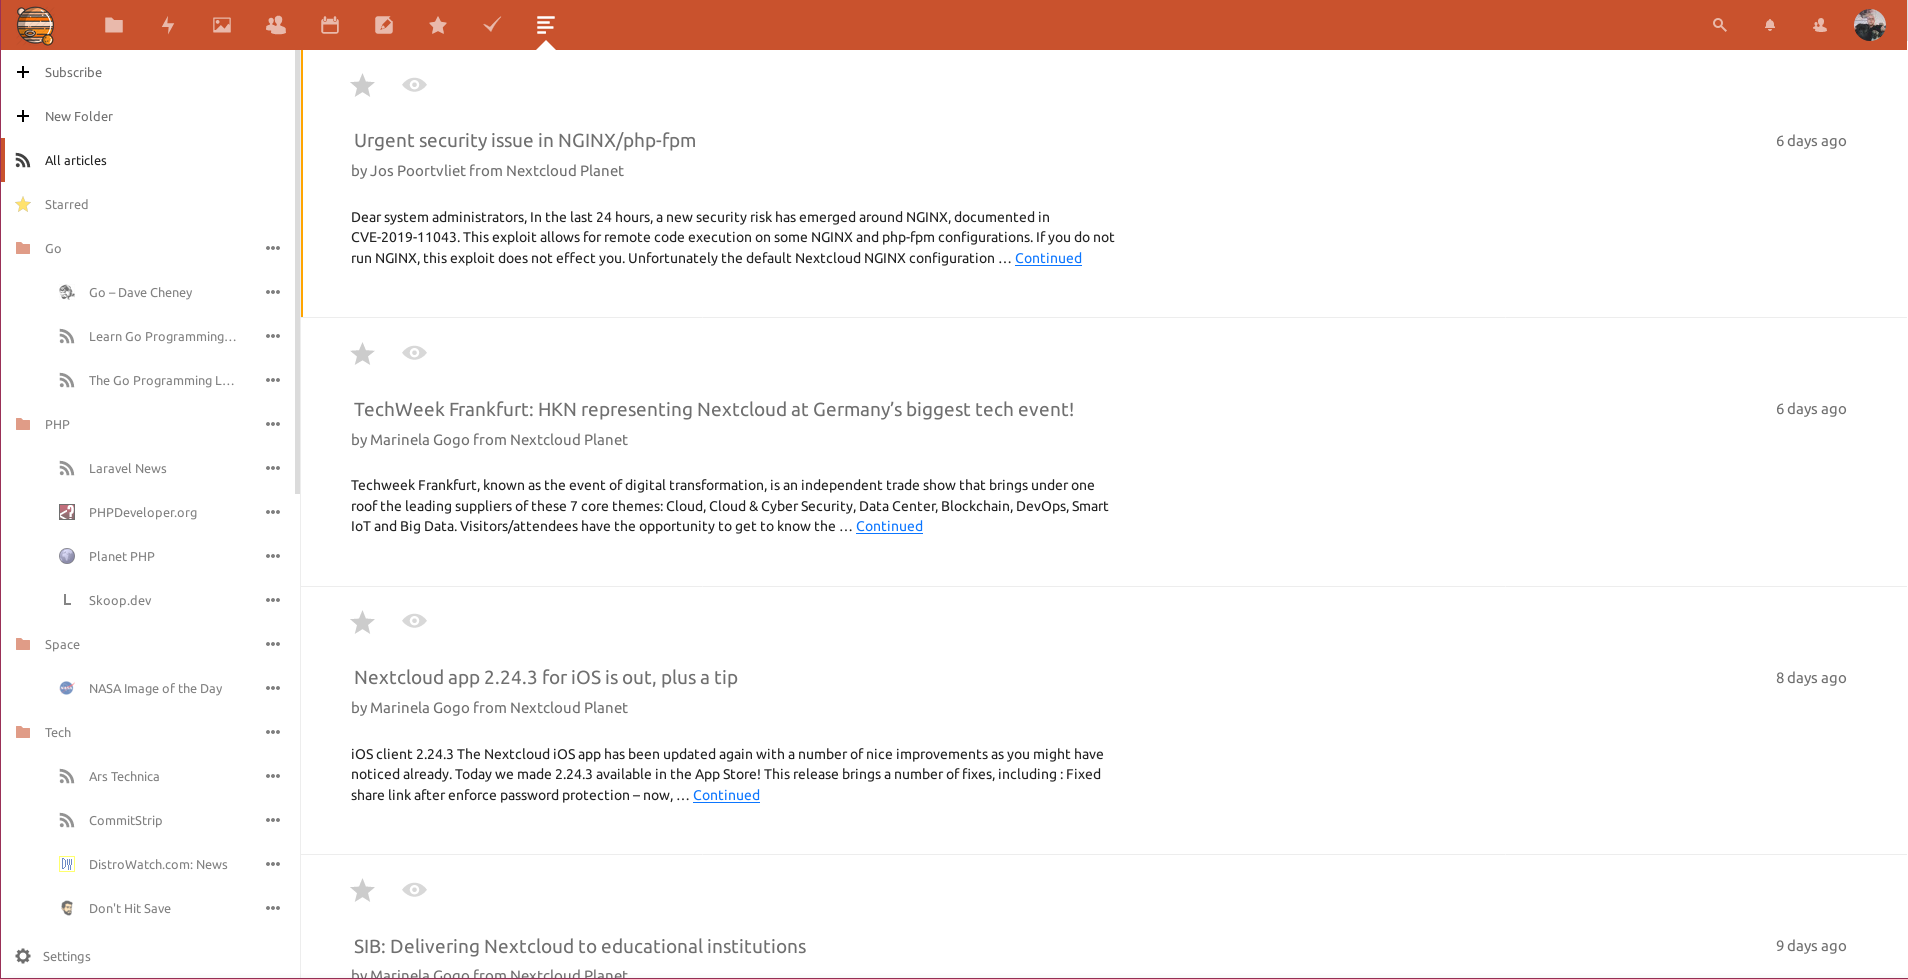 Subscribe
New Folder
All articles
Starred
Go
Go – Dave Cheney
Learn Go Programming...
The Go Programming L...
PHP
Laravel News
PHPDeveloper.org
Planet PHP
L Skoop.dev
Space
NASA Image of the Day
Tech
Ars Technica
CommitStrip
DW DistroWatch.com: News
Don't Hit Save
Settings
Urgent security issue in NGINX/php-fpm
6 days ago
by Jos Poortvliet from Nextcloud Planet
Dear system administrators, In the last 24 hours, a new security risk has emerged around NGINX, documented in
CVE-2019-11043. This exploit allows for remote code execution on some NGINX and php-fpm configurations. If you do not
run NGINX, this exploit does not effect you. Unfortunately the default Nextcloud NGINX configuration … Continued
TechWeek Frankfurt: HKN representing Nextcloud at Germany’s biggest tech event!
6 days ago
by Marinela Gogo from Nextcloud Planet
Techweek Frankfurt, known as the event of digital transformation, is an independent trade show that brings under one
roof the leading suppliers of these 7 core themes: Cloud, Cloud & Cyber Security, Data Center, Blockchain, DevOps, Smart
IoT and Big Data. Visitors/attendees have the opportunity to get to know the … Continued
Nextcloud app 2.24.3 for iOS is out, plus a tip
8 days ago
by Marinela Gogo from Nextcloud Planet
iOS client 2.24.3 The Nextcloud iOS app has been updated again with a number of nice improvements as you might have
noticed already. Today we made 2.24.3 available in the App Store! This release brings a number of fixes, including : Fixed
share link after enforce password protection – now, … Continued
SIB: Delivering Nextcloud to educational institutions
9 days ago
by Marinela Gogo from Nextcloud Planet